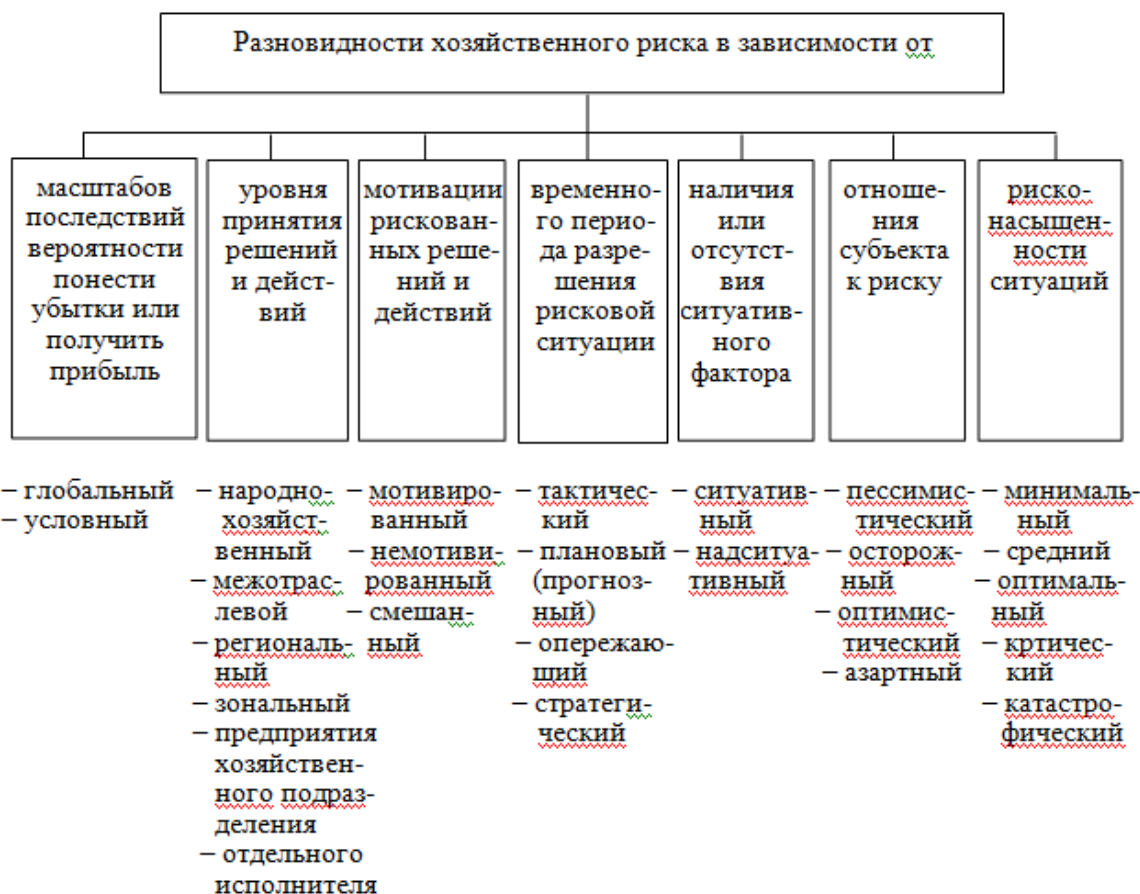 Разновидности хозяйственного риска в зависимости от
масштабов
последствий
вероятности
понести
убытки или
получить
прибыль
уровня
принятия
решений
и дейст-
вий
мотивации
рискован-
ных реше-
ний и
действий
временно-
го перио-
да разре-
шения
рисковой
ситуации
наличия
или
отсутст-
вия
ситуатив-
ного
фактора
отноше-
ния
субъекта
к риску
риско-
насыщен-
ности
ситуаций
– глобальный
– условный
– народно-
хозяйст-
венный
– межотрас-
левой
– региональ-
ный
– зональный
– предприятия
хозяйствен-
ного подраз-
деления
– отдельного
исполнителя
– мотивиро-
ванный
– немотиви-
рованный
– смешан-
ный
– тактичес-
кий
– плановый
(прогноз-
ный)
– опережаю-
щий
– стратеги-
ческий
– ситуатив-
ный
– надситуа-
тивный
– пессимис-
тический
– осторож-
ный
– оптимис-
тический
– азартный
– минималь-
ный
– средний
– оптималь-
ный
– кртичес-
кий
– катастро-
фический